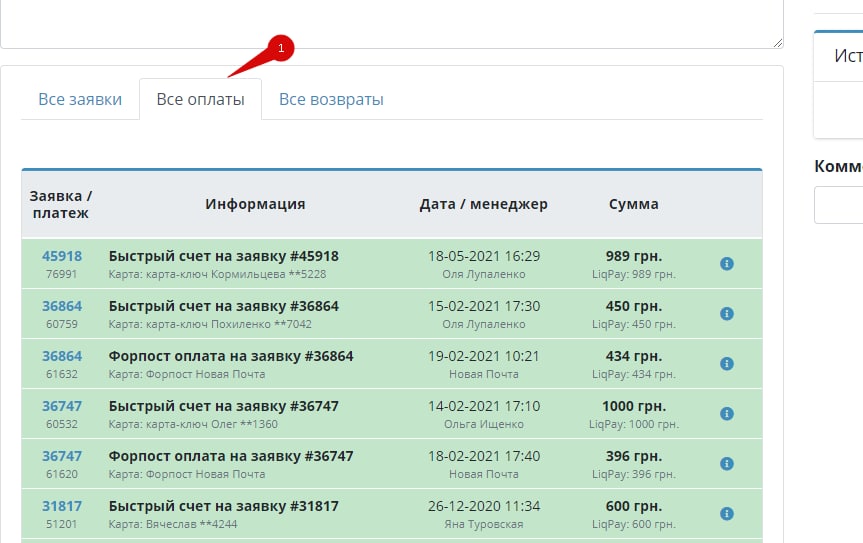 1
Все заявки Все оплаты Все возвраты
Ист
Комм
Заявка / платеж Информация Дата / менеджер Сумма
45918 Быстрый счет на заявку #45918 18-05-2021 16:29 989 грн.
76991 Карта: карта-ключ Кормильцева **5228 Оля Лупаленко LiqPay: 989 грн.
36864 Быстрый счет на заявку #36864 15-02-2021 17:30 450 грн.
60759 Карта: карта-ключ Похиленко **7042 Оля Лупаленко LiqPay: 450 грн.
36864 Форпост оплата на заявку #36864 19-02-2021 10:21 434 грн.
61632 Карта: Форпост Новая Почта Новая Почта LiqPay: 434 грн.
36747 Быстрый счет на заявку #36747 14-02-2021 17:10 1000 грн.
60532 Карта: карта-ключ Олег **1360 Ольга Ищенко LiqPay: 1000 грн.
36747 Форпост оплата на заявку #36747 18-02-2021 17:40 396 грн.
61620 Карта: Форпост Новая Почта Новая Почта LiqPay: 396 грн.
31817 Быстрый счет на заявку #31817 26-12-2020 11:34 600 грн.
51201 Карта: Вячеслав **4244 Яна Туровская LiqPay: 600 грн.